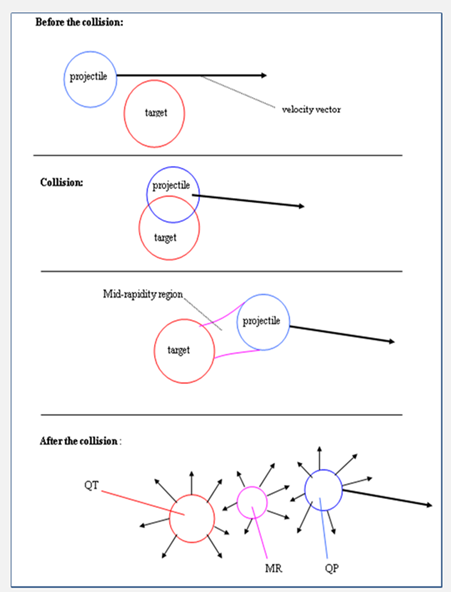 Before the collision:
projectile
target
velocity vector
Collision:
projectile
target
Mid-rapidity region
projectile
target
After the collision :
QT
MR
QP